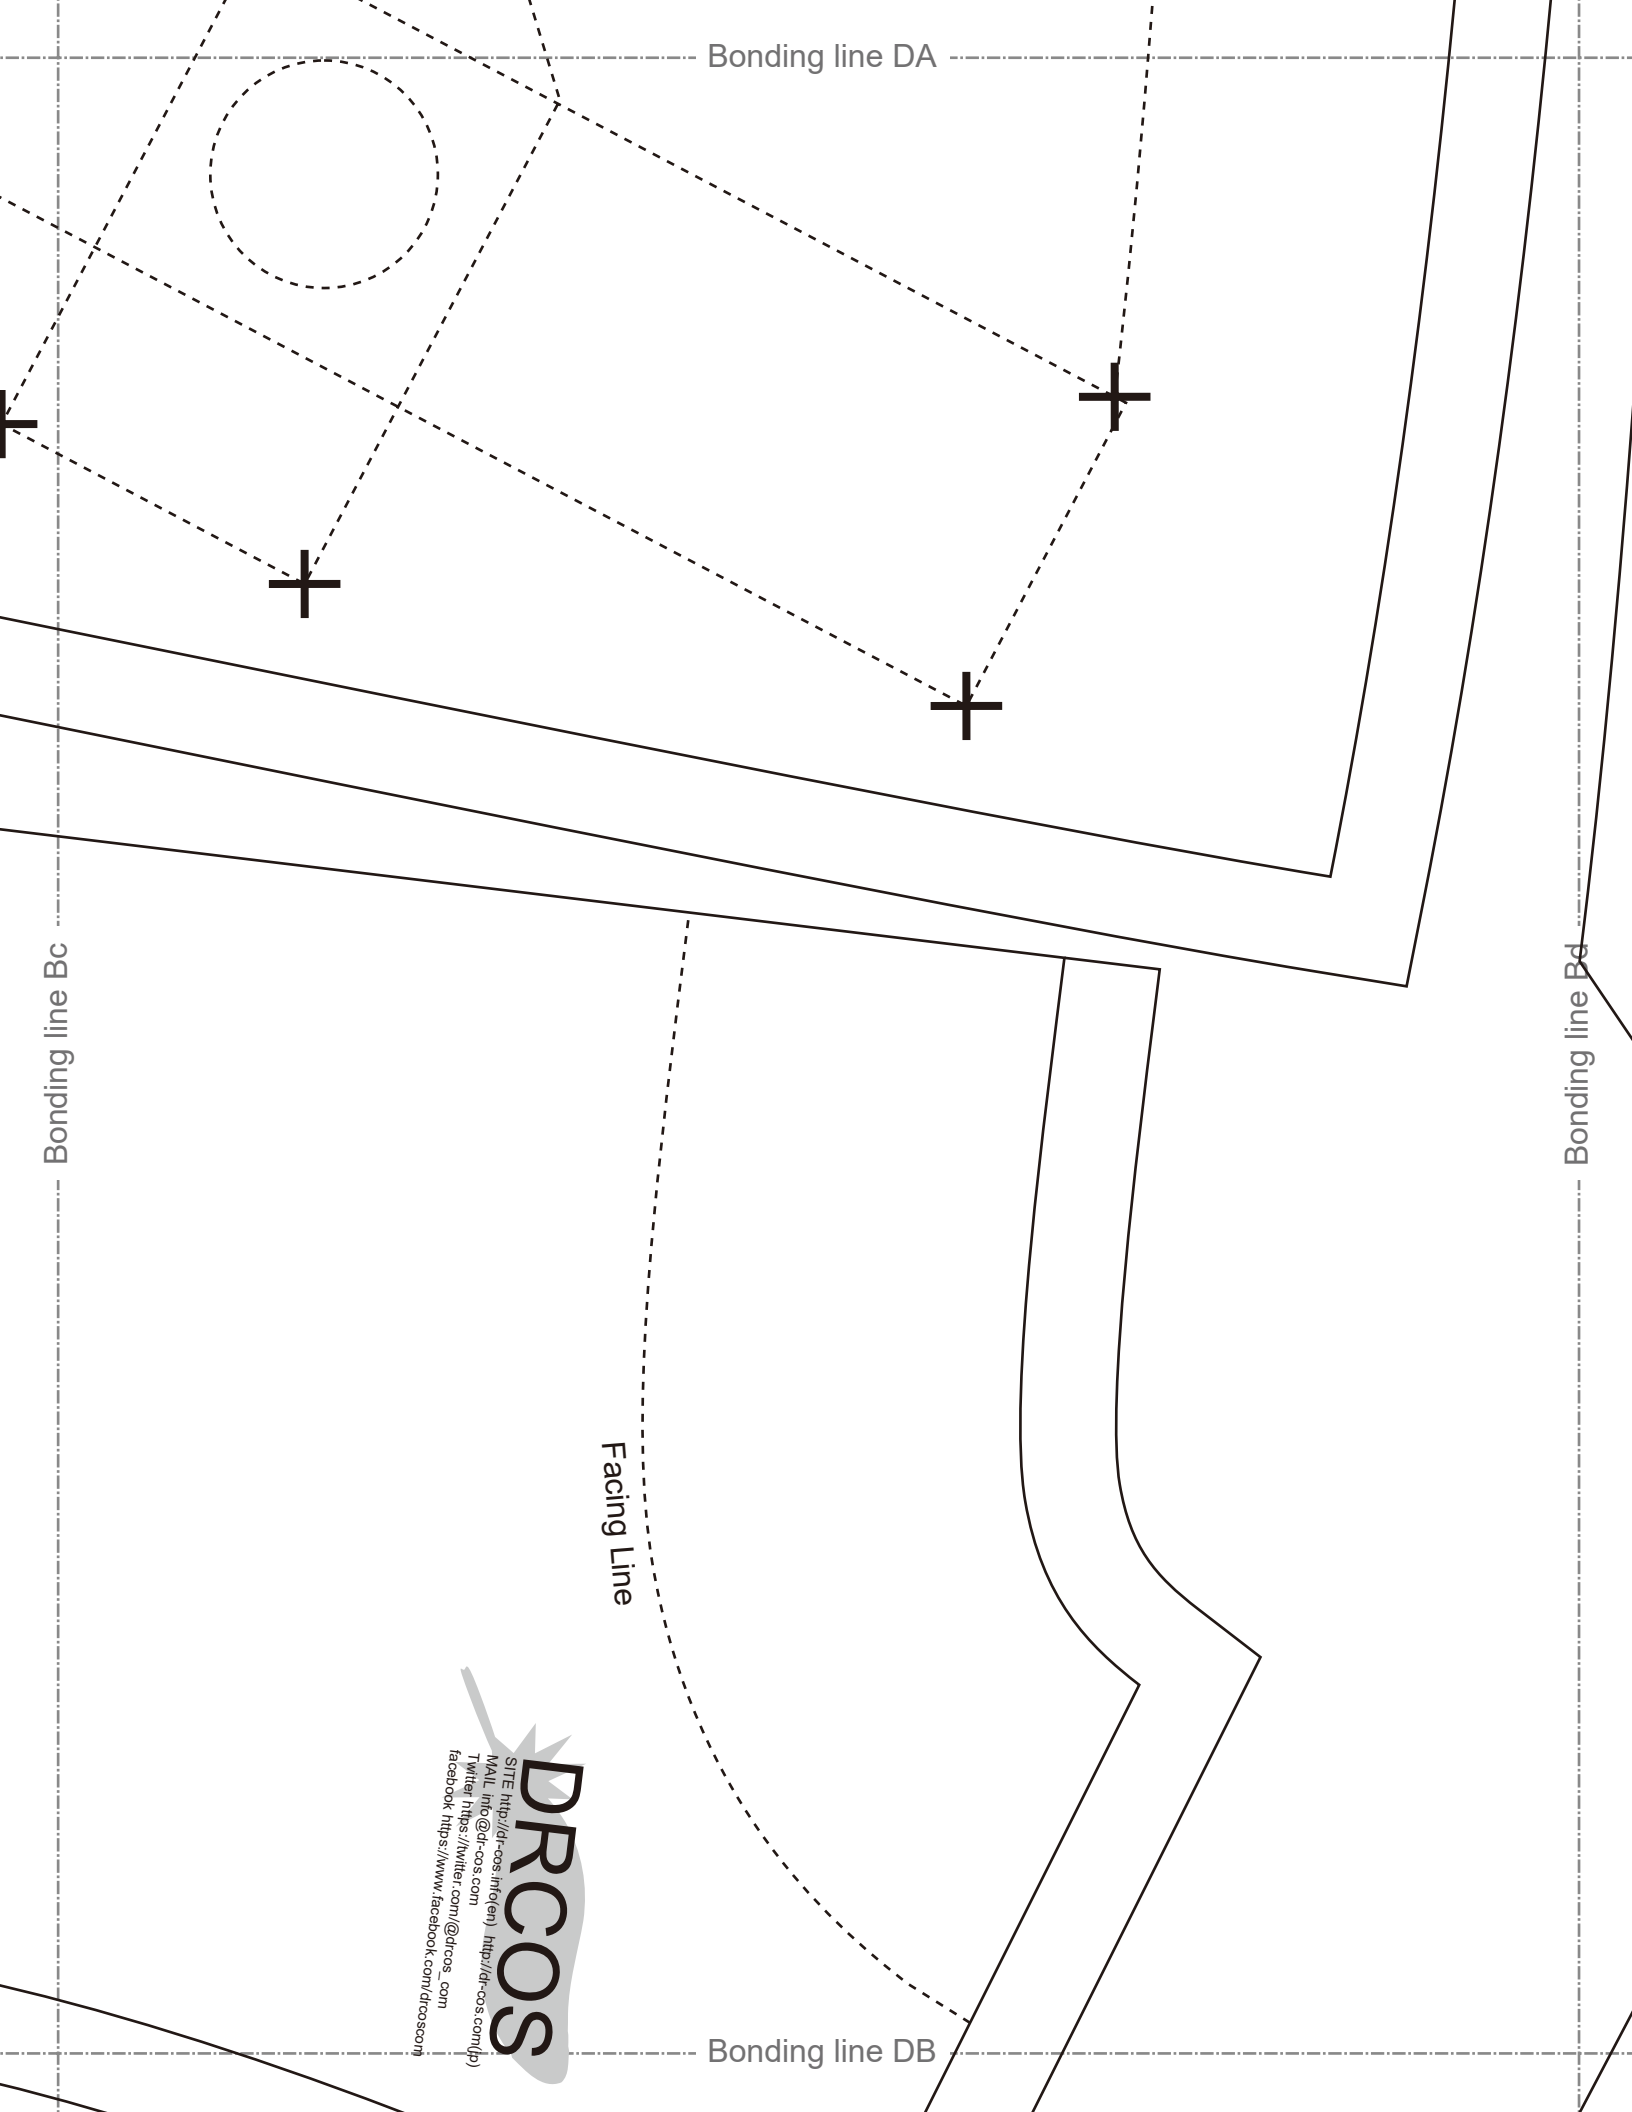 Bonding line DA
Bonding line Bc
Bonding line Bd
Facing Line
DRCOS
SITE http://dr-cos.info(en) http://dr-cos.com(jp)
MAIL info@dr-cos.com
Twitter https://twitter.com/@drcos_com
facebook https://www.facebook.com/drcoscom
Bonding line DB